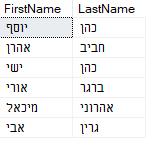 FirstName LastName
יוסף כהן
אהרן חביב
ישי כהן
אורי ברגר
מיכאל אהרוני
אבי גרין